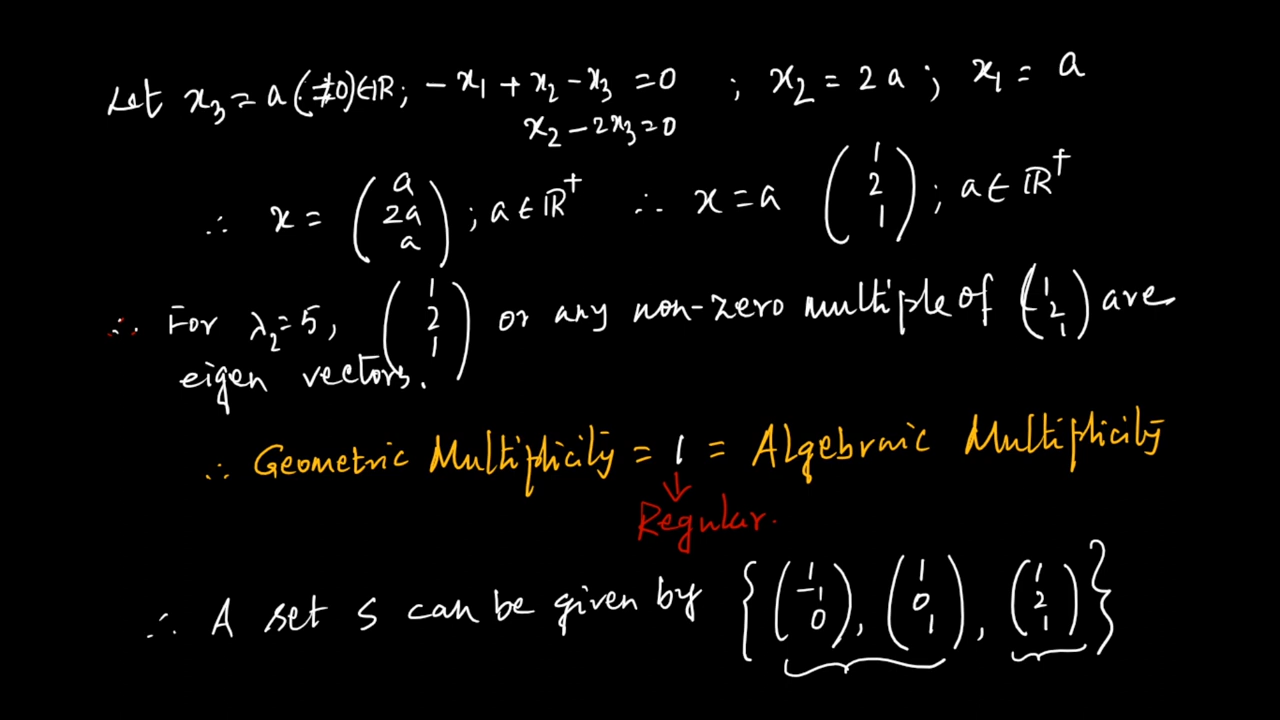 Let x₃ = a (≠0) ∈ ℝ; −x₁ + x₂ − x₃ = 0 ; x₂ = 2a ; x₁ = a
x₂ − 2x₃ = 0
∴ x = (a 2a a) ; a ∈ ℝ⁺ ∴ x = a (1 2 1) ; a ∈ ℝ⁺
∴ For λ₂ = 5, (1 2 1) or any non-zero multiple of (1 2 1) are
eigen vectors.
∴ Geometric Multiplicity = 1 = Algebraic Multiplicity
↓
Regular.
∴ A set S can be given by {(1 −1 0), (1 0 1), (1 2 1)}